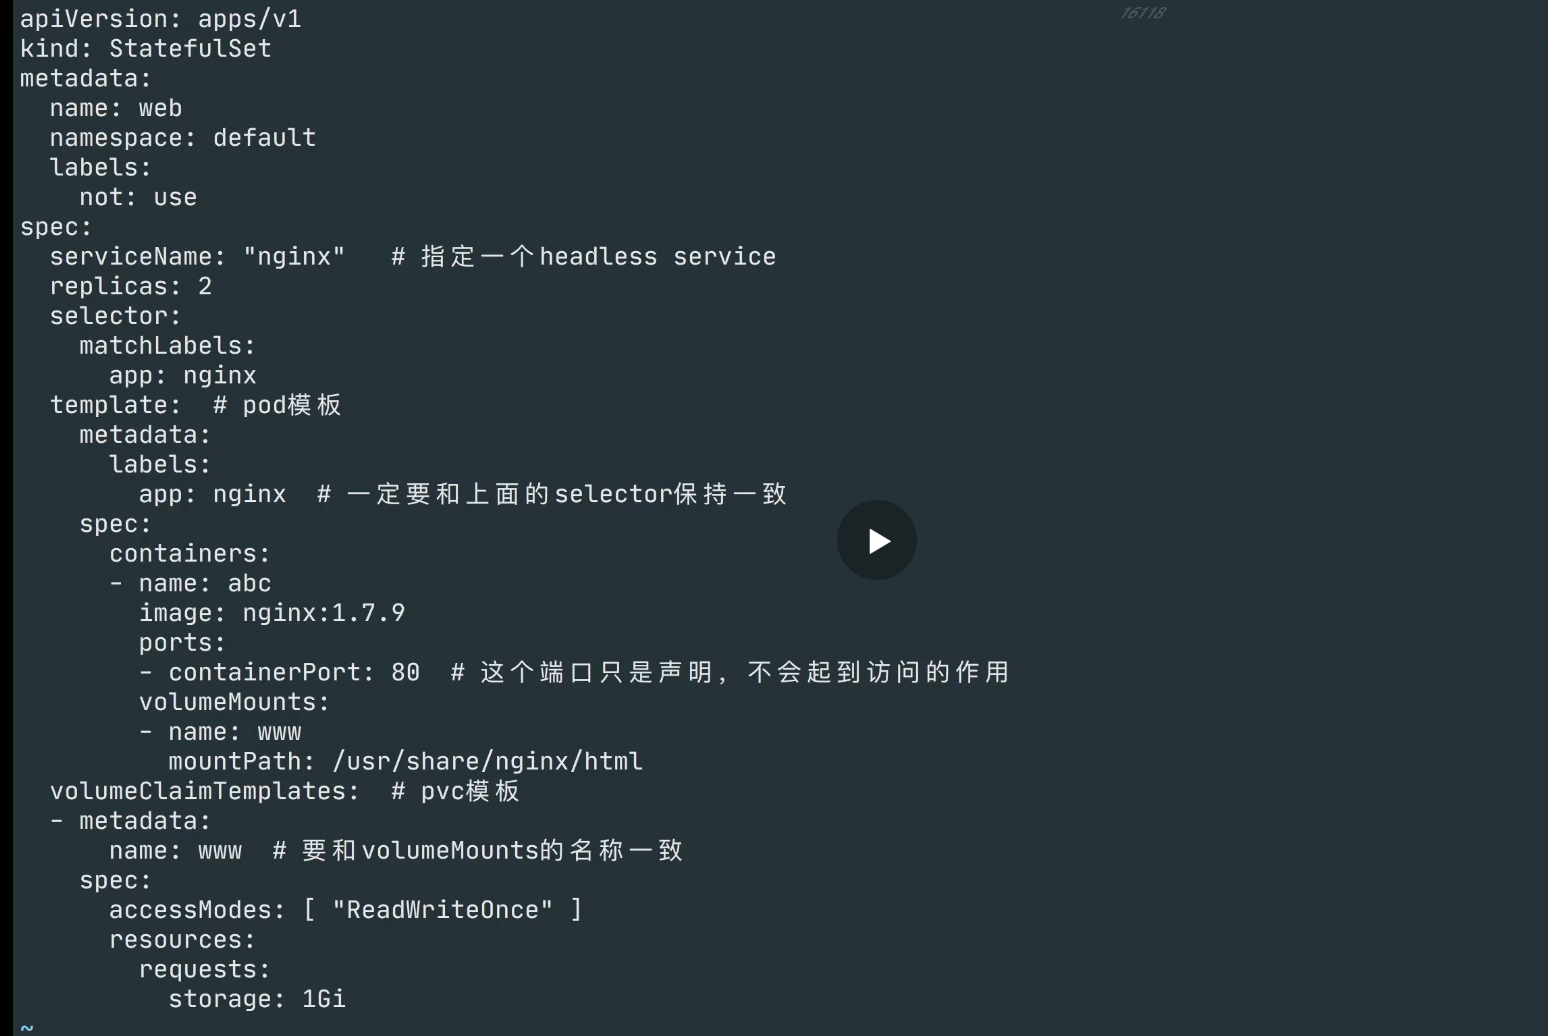 apiVersion: apps/v1
16118
kind: StatefulSet
metadata:
  name: web
  namespace: default
  labels:
    not: use
spec:
  serviceName: "nginx"   # 指定一个headless service
  replicas: 2
  selector:
    matchLabels:
      app: nginx
  template:  # pod模板
    metadata:
      labels:
        app: nginx  # 一定要和上面的selector保持一致
    spec:
      containers:
      - name: abc
        image: nginx:1.7.9
        ports:
        - containerPort: 80  # 这个端口只是声明, 不会起到访问的作用
        volumeMounts:
        - name: www
          mountPath: /usr/share/nginx/html
  volumeClaimTemplates:  # pvc模板
  - metadata:
      name: www  # 要和volumeMounts的名称一致
    spec:
      accessModes: [ "ReadWriteOnce" ]
      resources:
        requests:
          storage: 1Gi
~